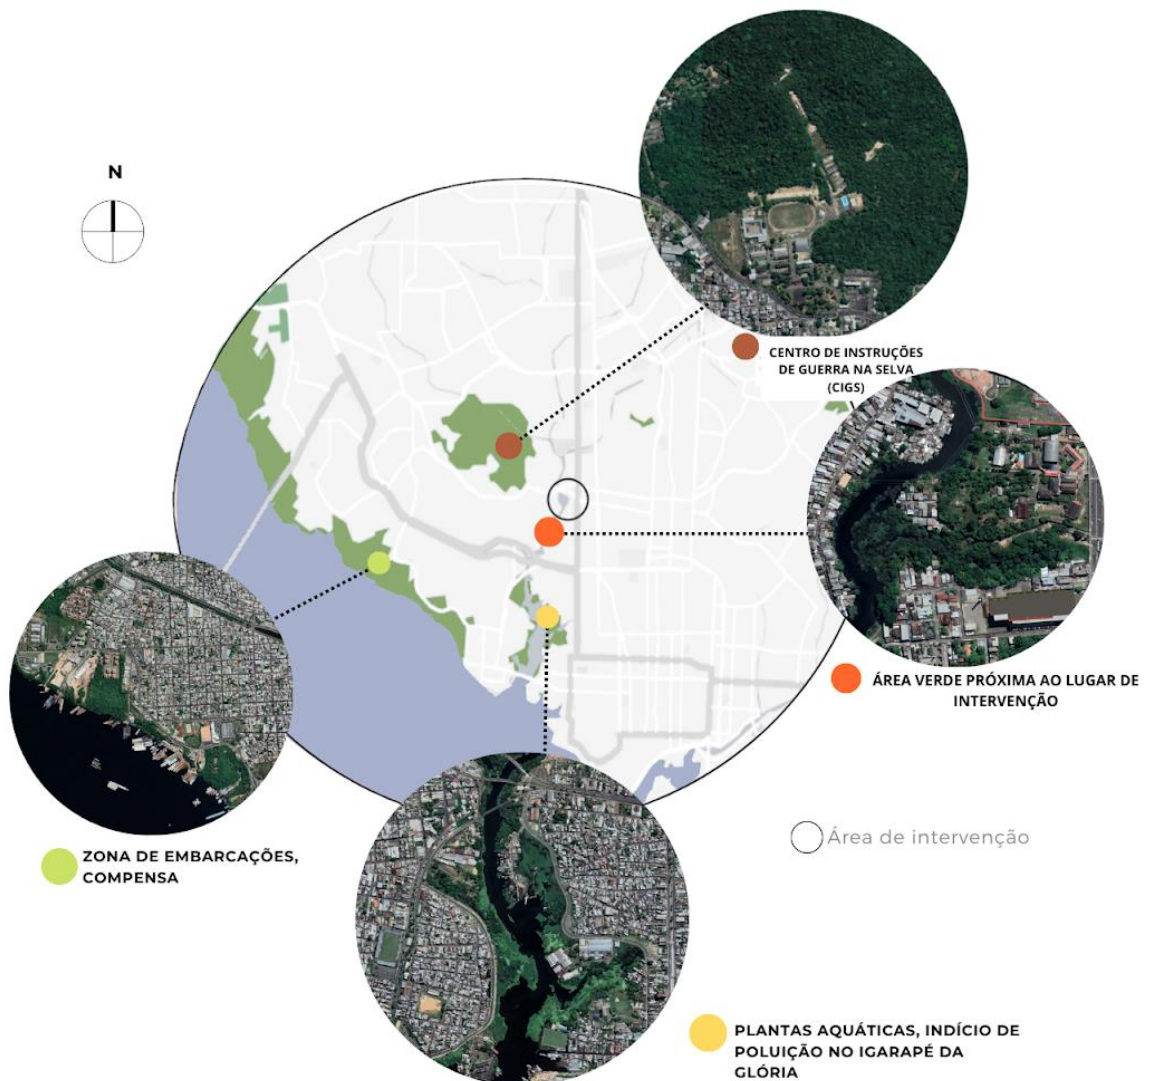 N
CENTRO DE INSTRUÇÕES
DE GUERRA NA SELVA
(CIGS)
ÁREA VERDE PRÓXIMA AO LUGAR DE
INTERVENÇÃO
Área de intervenção
ZONA DE EMBARCAÇÕES,
COMPENSA
PLANTAS AQUÁTICAS, INDÍCIO DE
POLUIÇÃO NO IGARAPÉ DA
GLÓRIA